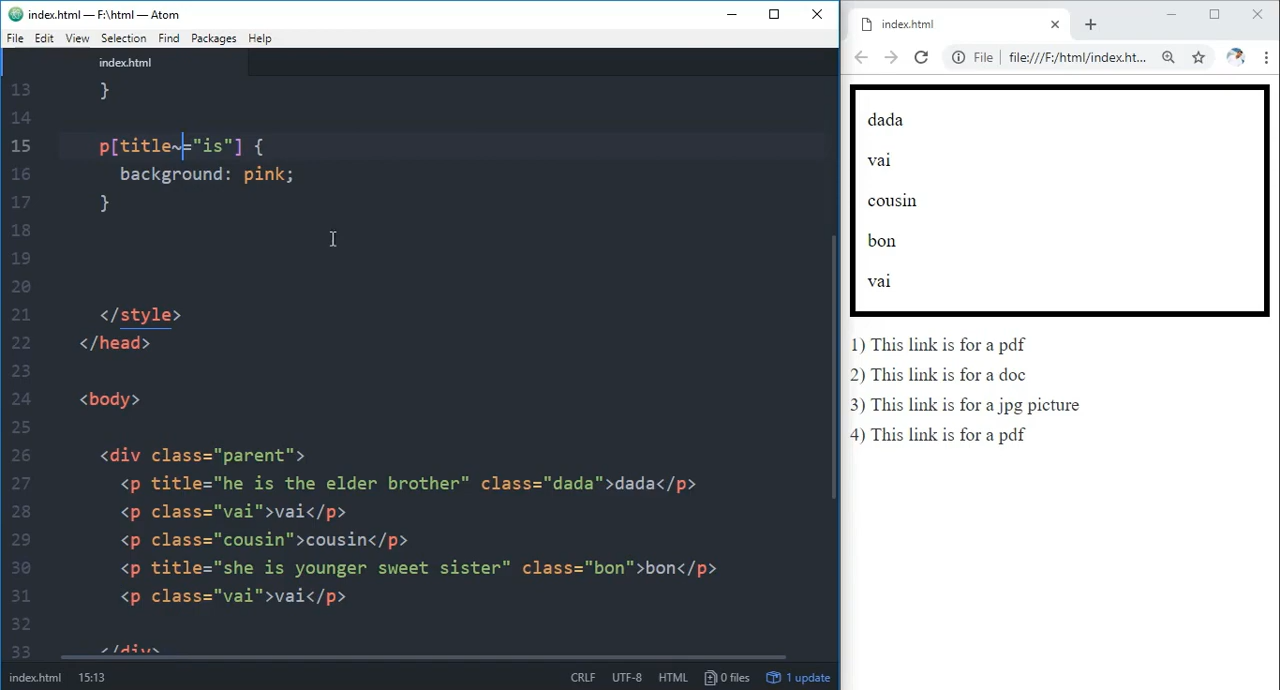 index.html — F:\html — Atom
File Edit View Selection Find Packages Help
index.html
13 }
14
15 p[title~="is"] {
16 background: pink;
17 }
18
19
20
21 </style>
22 </head>
23
24 <body>
25
26 <div class="parent">
27 <p title="he is the elder brother" class="dada">dada</p>
28 <p class="vai">vai</p>
29 <p class="cousin">cousin</p>
30 <p title="she is younger sweet sister" class="bon">bon</p>
31 <p class="vai">vai</p>
32
33 </div>
index.html 15:13 CRLF UTF-8 HTML 0 files 1 update
index.html
File file:///F:/html/index.ht...
dada
vai
cousin
bon
vai
1) This link is for a pdf
2) This link is for a doc
3) This link is for a jpg picture
4) This link is for a pdf